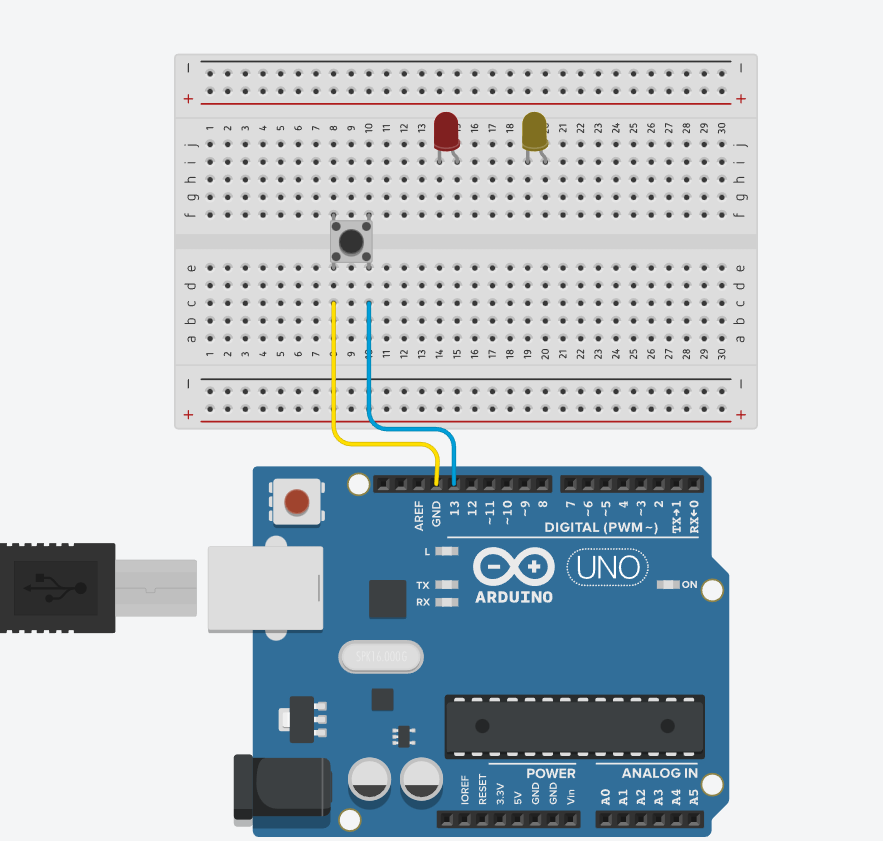 − −
+ +
1 2 3 4 5 6 7 8 9 10 11 12 13 15 16 17 18 20 21 22 23 24 25 26 27 28 29 30
j j
i i
h h
g g
f f
e e
d d
c c
b b
a a
1 2 3 4 5 6 7 8 9 10 11 12 13 14 15 16 17 18 19 20 21 22 23 24 25 26 27 28 29 30
− −
+ +
AREF GND 13 12 ~11 ~10 ~9 8 7 ~6 ~5 4 ~3 2 TX→1 RX←0
DIGITAL (PWM~)
L
TX
RX
UNO
ON
ARDUINO
SPK16.000G
POWER
ANALOG IN
IOREF RESET 3.3V 5V GND GND Vin A0 A1 A2 A3 A4 A5